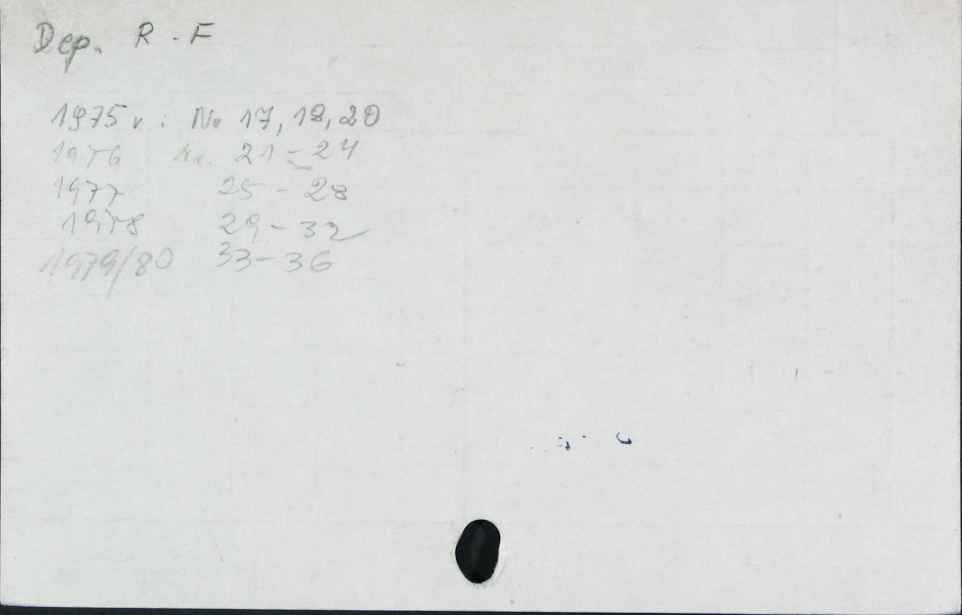 Dep. R - F
1975 v. No 17, 18, 20
1976 Nr. 21 - 24
1977 25 - 28
1978 29 - 32
1979/80 33 - 36